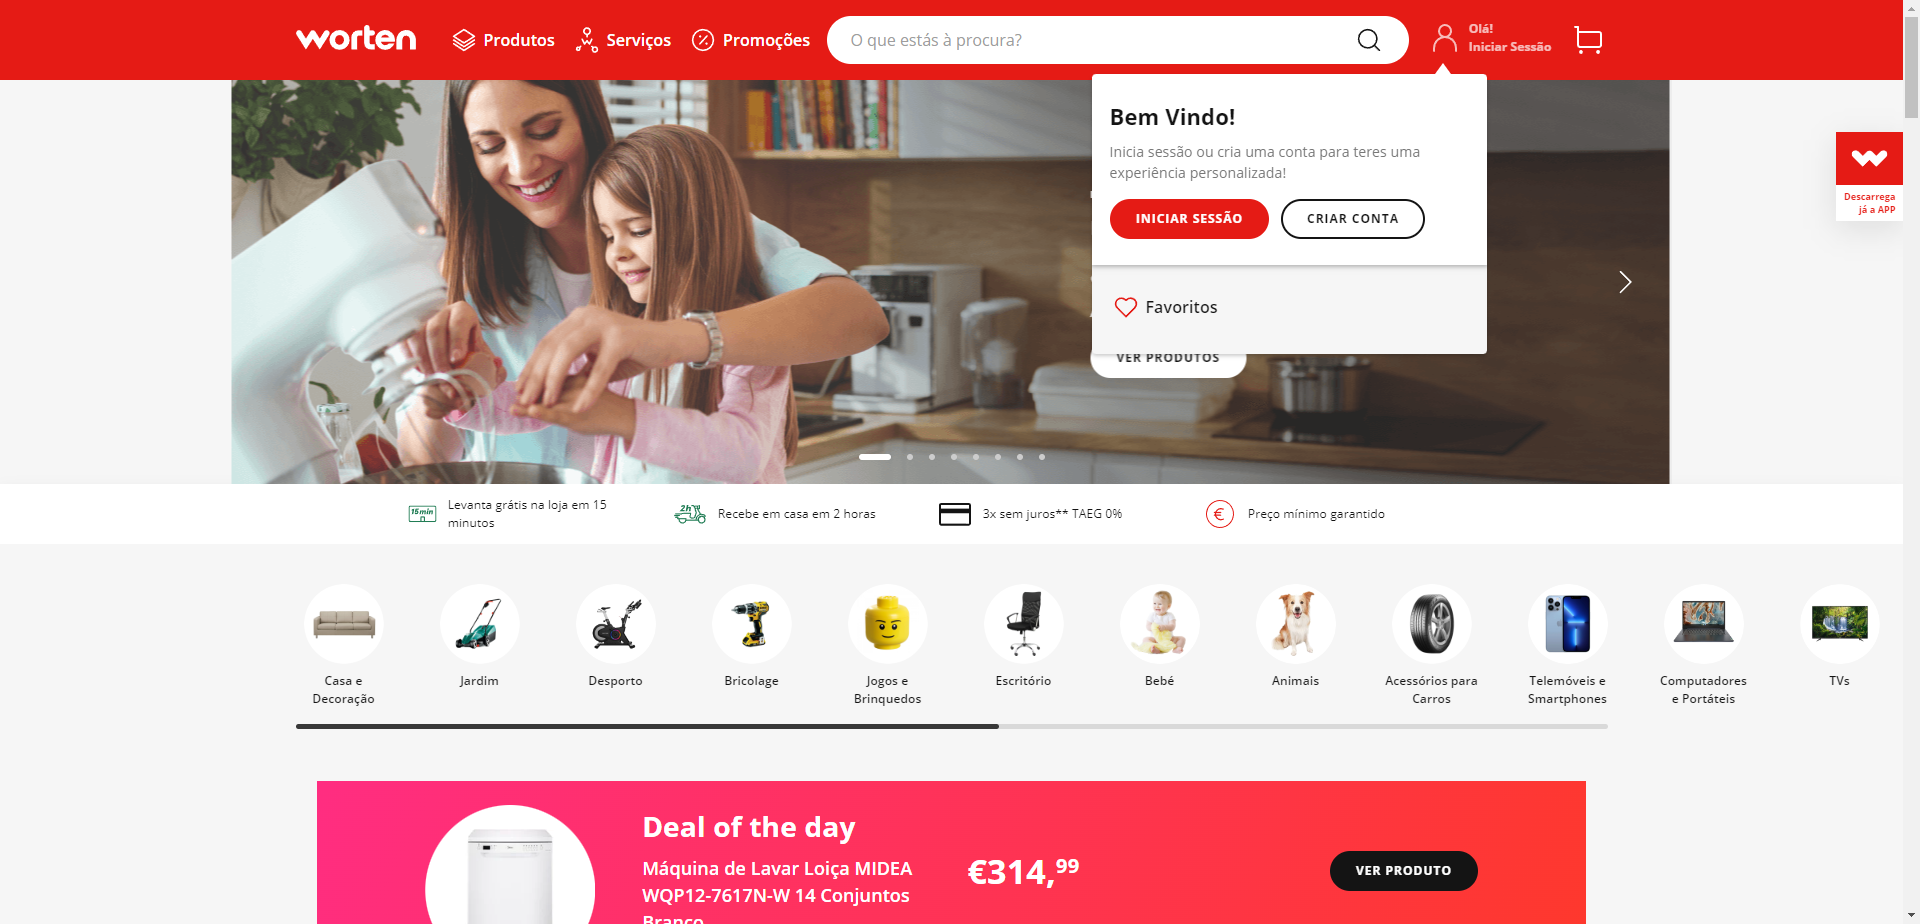 worten
Produtos
Serviços
Promoções
O que estás à procura?
Olá!
Iniciar Sessão
Bem Vindo!
Inicia sessão ou cria uma conta para teres uma
experiência personalizada!
INICIAR SESSÃO
CRIAR CONTA
Favoritos
VER PRODUTOS
Descarrega
já a APP
15min
Levanta grátis na loja em 15
minutos
2h
Recebe em casa em 2 horas
3x sem juros** TAEG 0%
€
Preço mínimo garantido
Casa e
Decoração
Jardim
Desporto
Bricolage
Jogos e
Brinquedos
Escritório
Bebé
Animais
Acessórios para
Carros
Telemóveis e
Smartphones
Computadores
e Portáteis
TVs
Deal of the day
Máquina de Lavar Loiça MIDEA
WQP12-7617N-W 14 Conjuntos
Branco
€314,99
VER PRODUTO